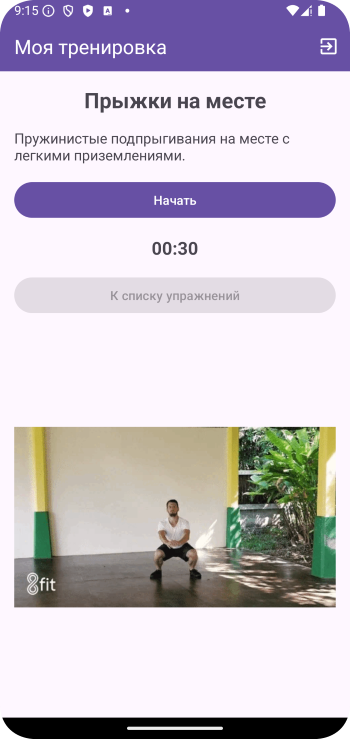 9:15
Моя тренировка
Прыжки на месте
Пружинистые подпрыгивания на месте с
легкими приземлениями.
Начать
00:30
К списку упражнений
8fit